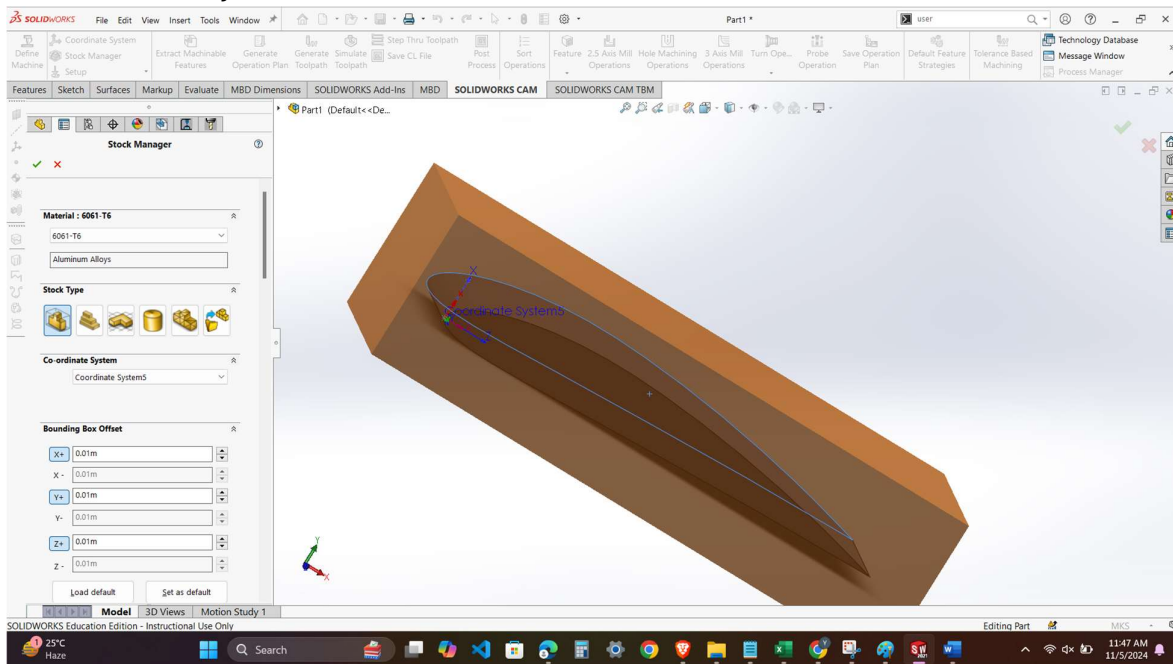 SOLIDWORKS File Edit View Insert Tools Window Part1 * user
Define Machine
Coordinate System
Stock Manager
Setup
Extract Machinable Features
Generate Operation Plan
Generate Toolpath
Simulate Toolpath
Step Thru Toolpath
Save CL File
Post Process
Sort Operations
Feature
2.5 Axis Mill Operations
Hole Machining Operations
3 Axis Mill Operations
Turn Ope...
Probe Operation
Save Operation Plan
Default Feature Strategies
Tolerance Based Machining
Technology Database
Message Window
Process Manager
Features Sketch Surfaces Markup Evaluate MBD Dimensions SOLIDWORKS Add-Ins MBD SOLIDWORKS CAM SOLIDWORKS CAM TBM
Part1 (Default<<De...
Stock Manager
Material : 6061-T6
6061-T6
Aluminum Alloys
Stock Type
Co-ordinate System
Coordinate System5
Bounding Box Offset
X+ 0.01m
X - 0.01m
Y+ 0.01m
Y- 0.01m
Z+ 0.01m
Z - 0.01m
Load default Set as default
X
Coordinate System5
Y
X
Model 3D Views Motion Study 1
SOLIDWORKS Education Edition - Instructional Use Only Editing Part MKS
1
25°C
Haze
Search
11:47 AM
11/5/2024